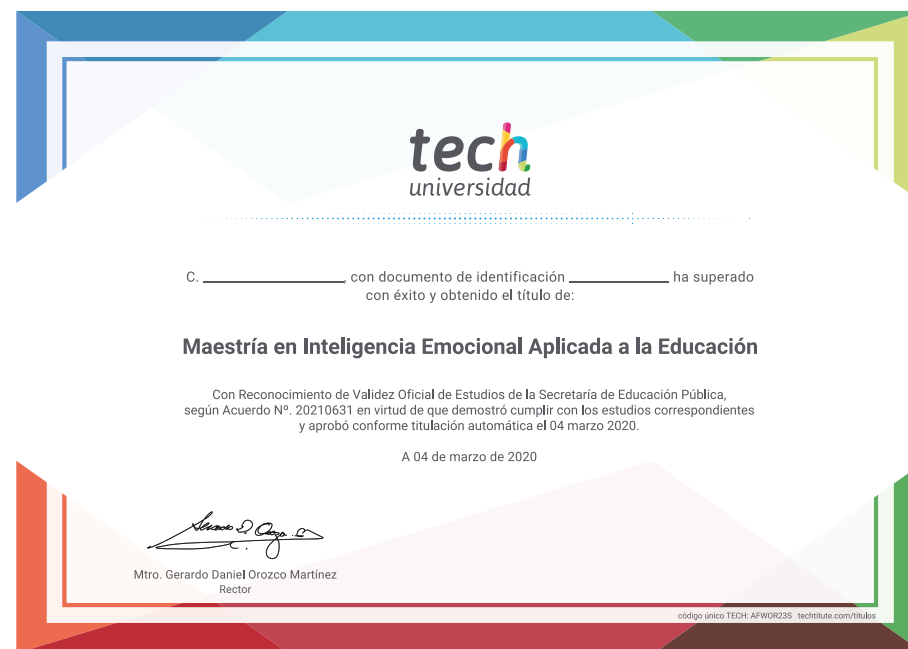 tech
universidad
C. ____________, con documento de identificación ____________ ha superado
con éxito y obtenido el título de:
Maestría en Inteligencia Emocional Aplicada a la Educación
Con Reconocimiento de Validez Oficial de Estudios de la Secretaría de Educación Pública,
según Acuerdo Nº. 20210631 en virtud de que demostró cumplir con los estudios correspondientes
y aprobó conforme titulación automática el 04 marzo 2020.
A 04 de marzo de 2020
Mtro. Gerardo Daniel Orozco Martínez
Rector
código único TECH: AFWOR23S techtitute.com/titulos